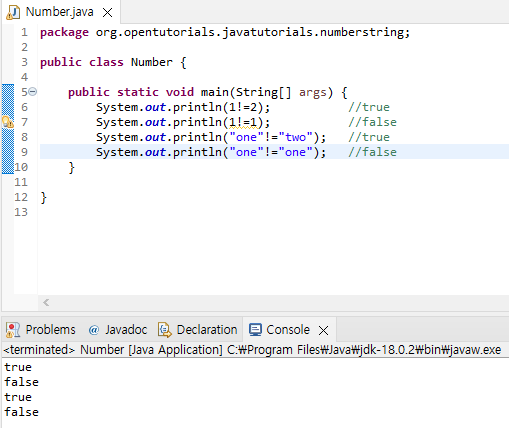 Number.java
1 package org.opentutorials.javatutorials.numberstring;
2
3 public class Number {
4
5 public static void main(String[] args) {
6 System.out.println(1!=2); //true
7 System.out.println(1!=1); //false
8 System.out.println("one"!="two"); //true
9 System.out.println("one"!="one"); //false
10 }
11
12 }
13
Problems @ Javadoc Declaration Console
<terminated> Number [Java Application] C:₩Program Files₩Java₩jdk-18.0.2₩bin₩javaw.exe
true
false
true
false